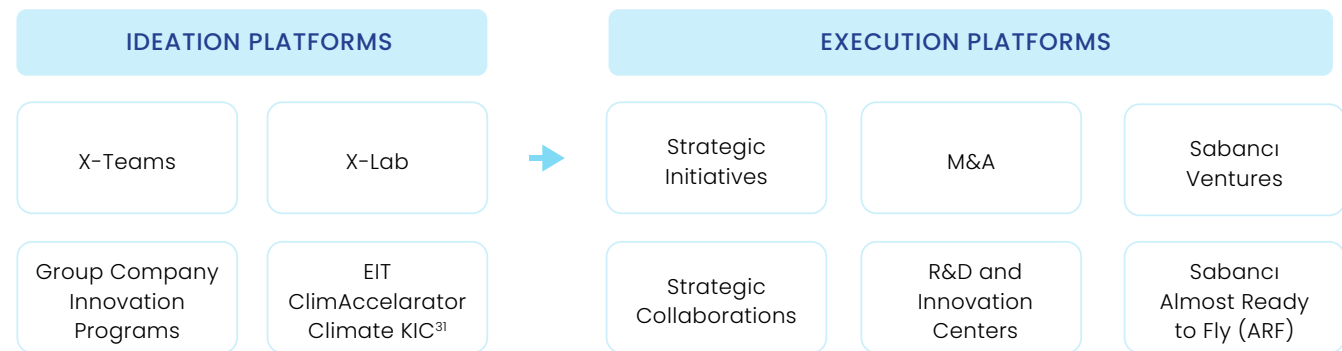 IDEATION PLATFORMS
EXECUTION PLATFORMS
X-Teams
X-Lab
Strategic
Initiatives
M&A
Sabancı
Ventures
Group Company
Innovation
Programs
EIT
ClimAccelarator
Climate KIC³¹
Strategic
Collaborations
R&D and
Innovation
Centers
Sabancı
Almost Ready
to Fly (ARF)